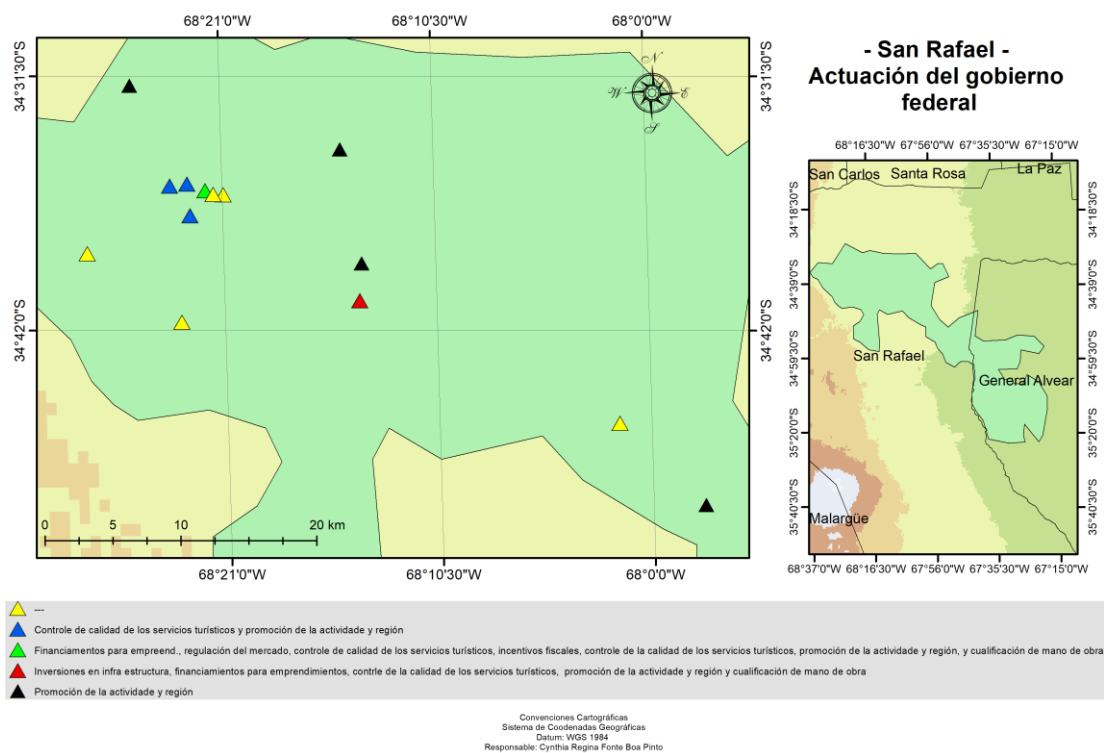 - San Rafael -
Actuación del gobierno
federal
68°21'0"W 68°10'30"W 68°0'0"W
34°31'30"S
34°31'30"S
34°42'0"S
34°42'0"S
N
W E
S
0 5 10 20 km
68°21'0"W 68°10'30"W 68°0'0"W
68°16'30"W 67°56'0"W 67°35'30"W 67°15'0"W
San Carlos Santa Rosa La Paz
34°18'30"S 34°18'30"S
34°39'0"S 34°39'0"S
34°59'30"S 34°59'30"S
San Rafael
General Alvear
35°20'0"S 35°20'0"S
35°40'30"S 35°40'30"S
Malargüe
68°37'0"W 68°16'30"W 67°56'0"W 67°35'30"W 67°15'0"W
---
Controle de calidad de los servicios turísticos y promoción de la actividade y región
Financiamentos para empreend., regulación del mercado, controle de calidad de los servicios turísticos, incentivos fiscales, controle de la calidad de los servicios turísticos, promoción de la actividade y región, y cualificación de mano de obra
Inversiones en infra estructura, financiamientos para emprendimientos, contrle de la calidad de los servicios turísticos, promoción de la actividade y región y cualificación de mano de obra
Promoción de la actividade y región
Convenciones Cartográficas
Sistema de Coodenadas Geográficas
Datum: WGS 1984
Responsable: Cynthia Regina Fonte Boa Pinto